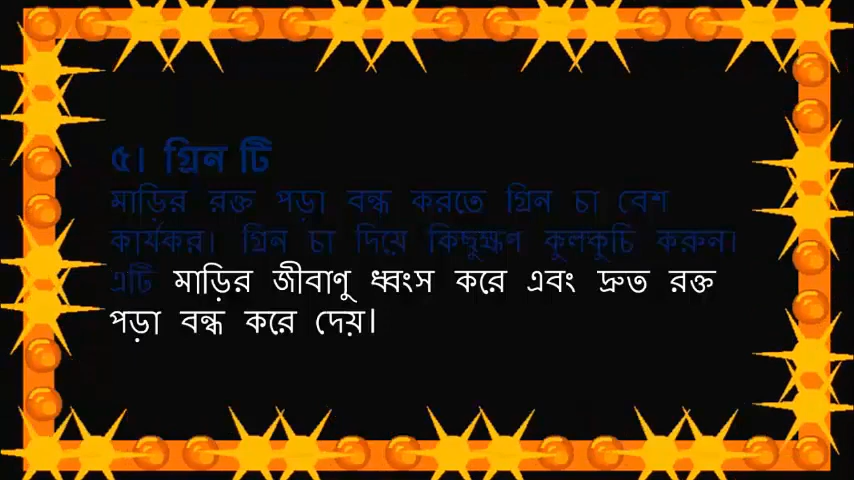 ৫। গ্রিন টি
মাড়ির রক্ত পড়া বন্ধ করতে গ্রিন চা বেশ
কার্যকর। গ্রিন চা দিয়ে কিছুক্ষণ কুলকুচি করুন।
এটি মাড়ির জীবাণু ধ্বংস করে এবং দ্রুত রক্ত
পড়া বন্ধ করে দেয়।